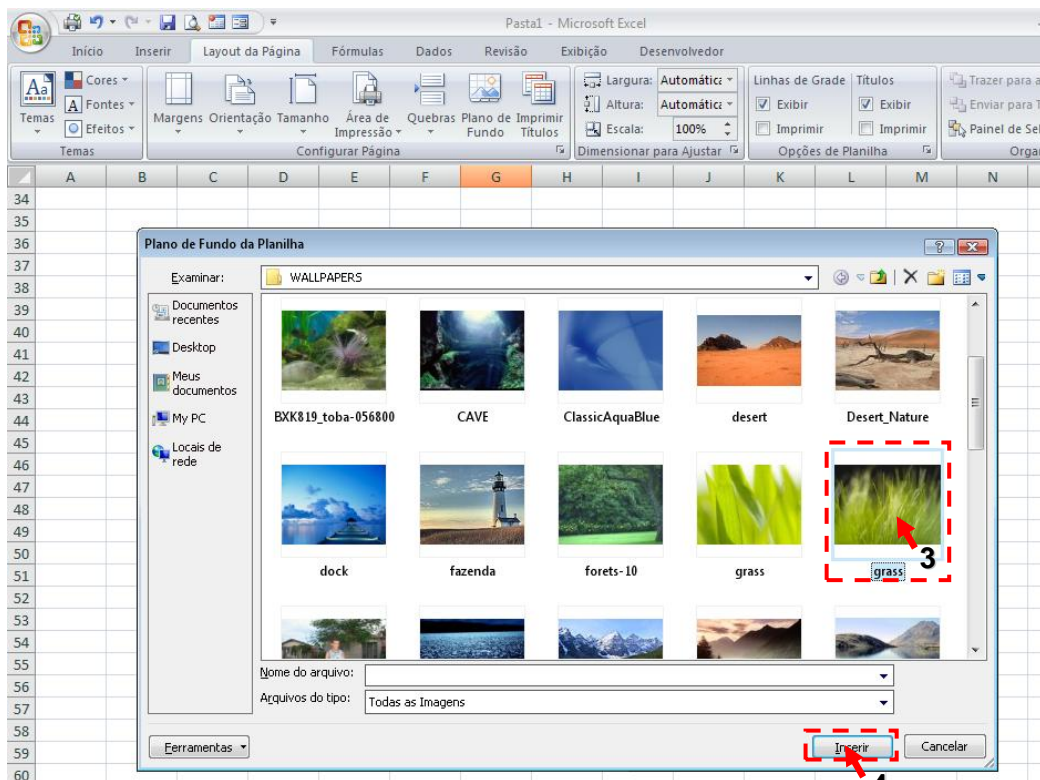 Pasta1 - Microsoft Excel
Início Inserir Layout da Página Fórmulas Dados Revisão Exibição Desenvolvedor
Aa Cores Largura: Automátic Linhas de Grade Títulos Trazer para a
A Fontes Altura: Automátic Exibir Exibir Enviar para T
Temas Efeitos Margens Orientação Tamanho Área de Impressão Quebras Plano de Fundo Imprimir Títulos Escala: 100% Imprimir Imprimir Painel de Sel
Temas Configurar Página Dimensionar para Ajustar Opções de Planilha Orga
A B C D E F G H I J K L M N
34
35
36
Plano de Fundo da Planilha
37
38
Examinar: WALLPAPERS
39
Documentos
recentes
40
41
Desktop
42
Meus
43
documentos
44
My PC BXK819_toba-056800 CAVE ClassicAquaBlue desert Desert_Nature
45
Locais de
46
rede
47
48
49
50
3
51
dock fazenda forets-10 grass grass
52
53
54
55
Nome do arquivo:
56
57
Arquivos do tipo: Todas as Imagens
58
59
Ferramentas Inserir Cancelar
60